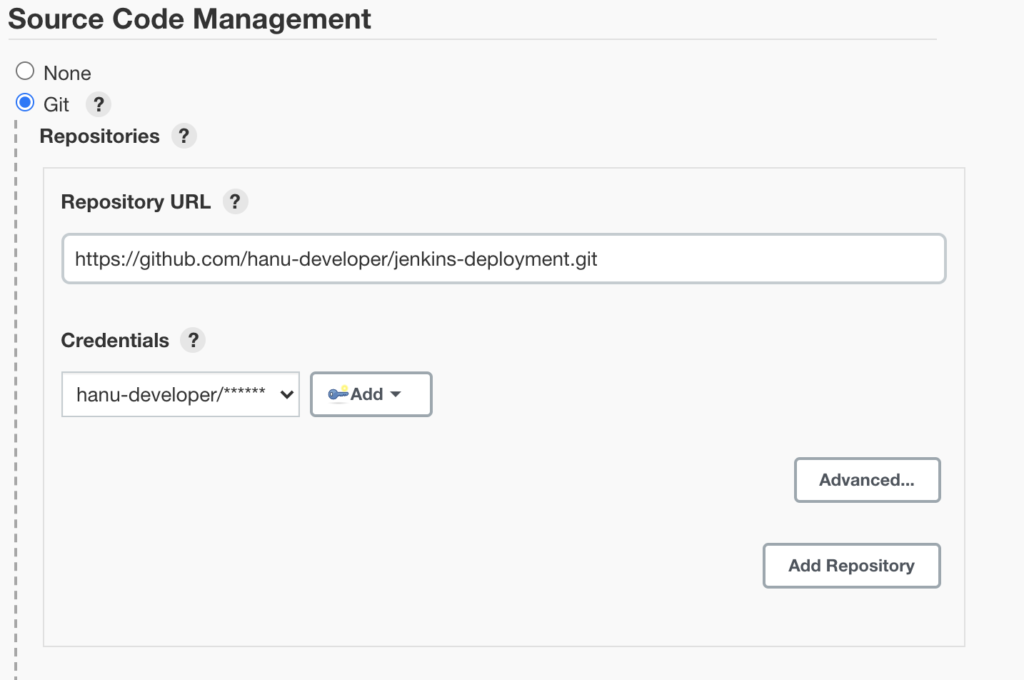 Source Code Management
None
Git ?
Repositories ?
Repository URL ?
https://github.com/hanu-developer/jenkins-deployment.git
Credentials ?
hanu-developer/****** Add
Advanced...
Add Repository